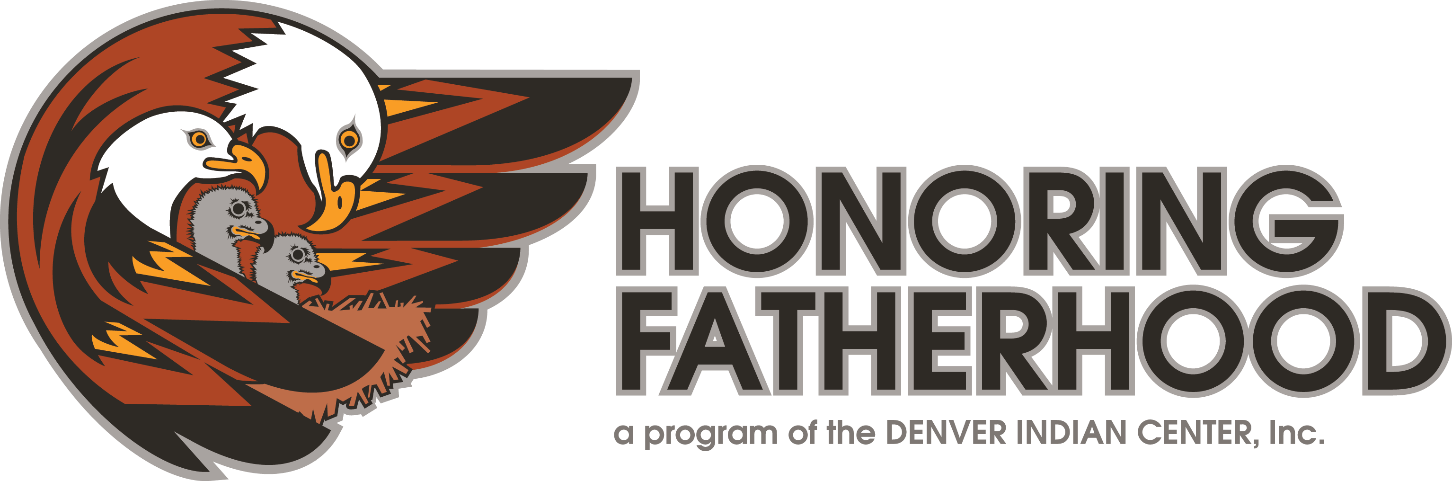 HONORING
FATHERHOOD
a program of the DENVER INDIAN CENTER, Inc.